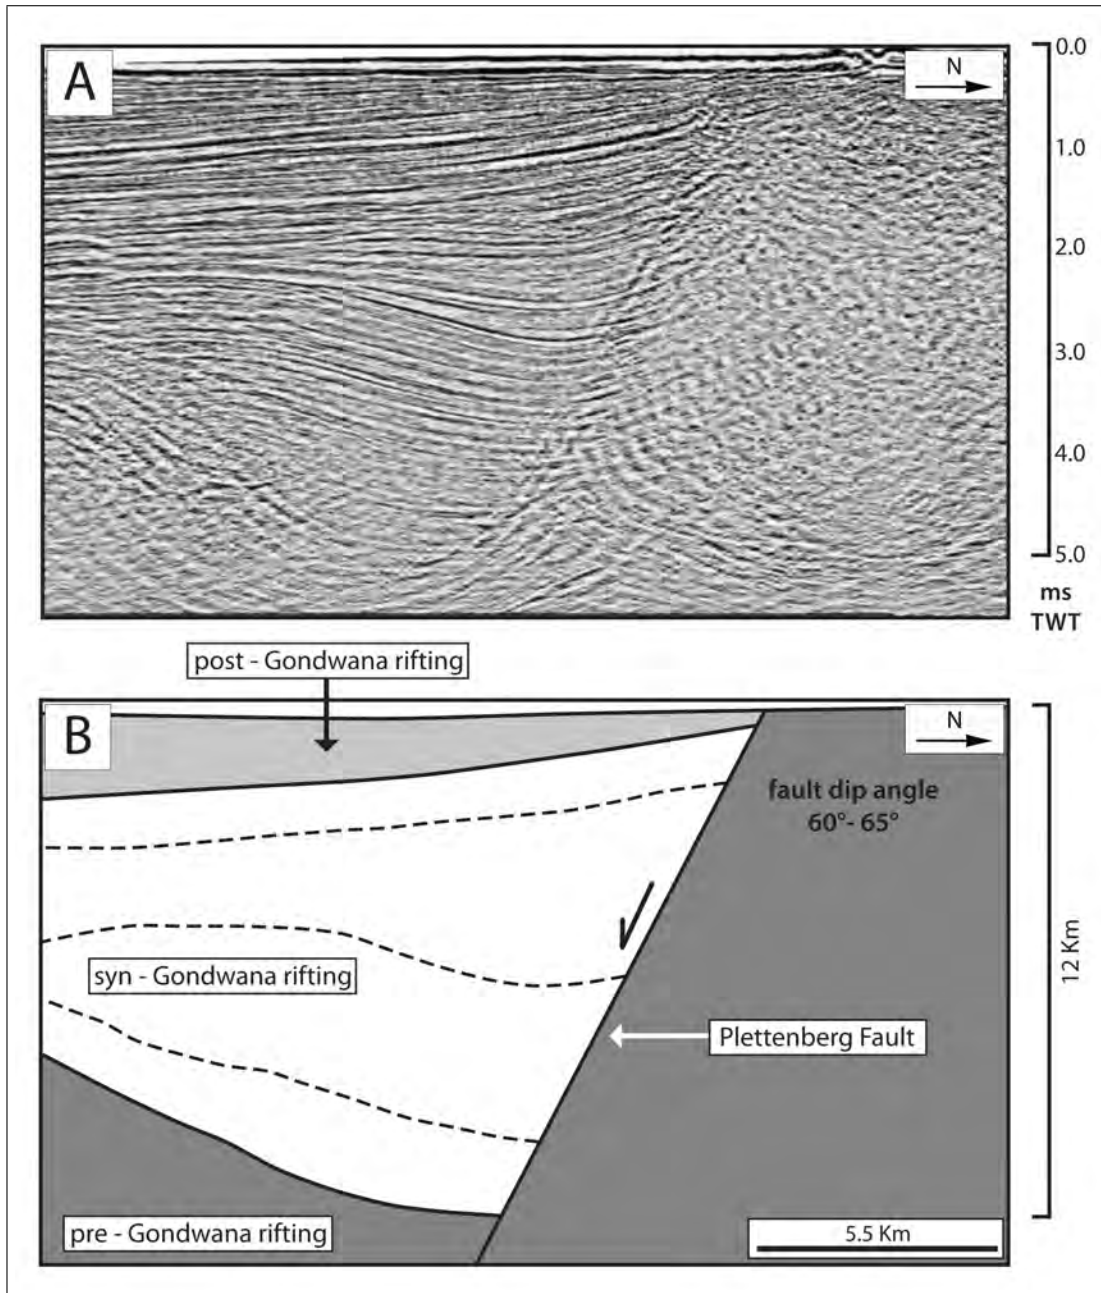 A
N
0.0
1.0
2.0
3.0
4.0
5.0
ms
TWT
post - Gondwana rifting
B
N
fault dip angle
60°- 65°
syn - Gondwana rifting
Plettenberg Fault
12 Km
pre - Gondwana rifting
5.5 Km